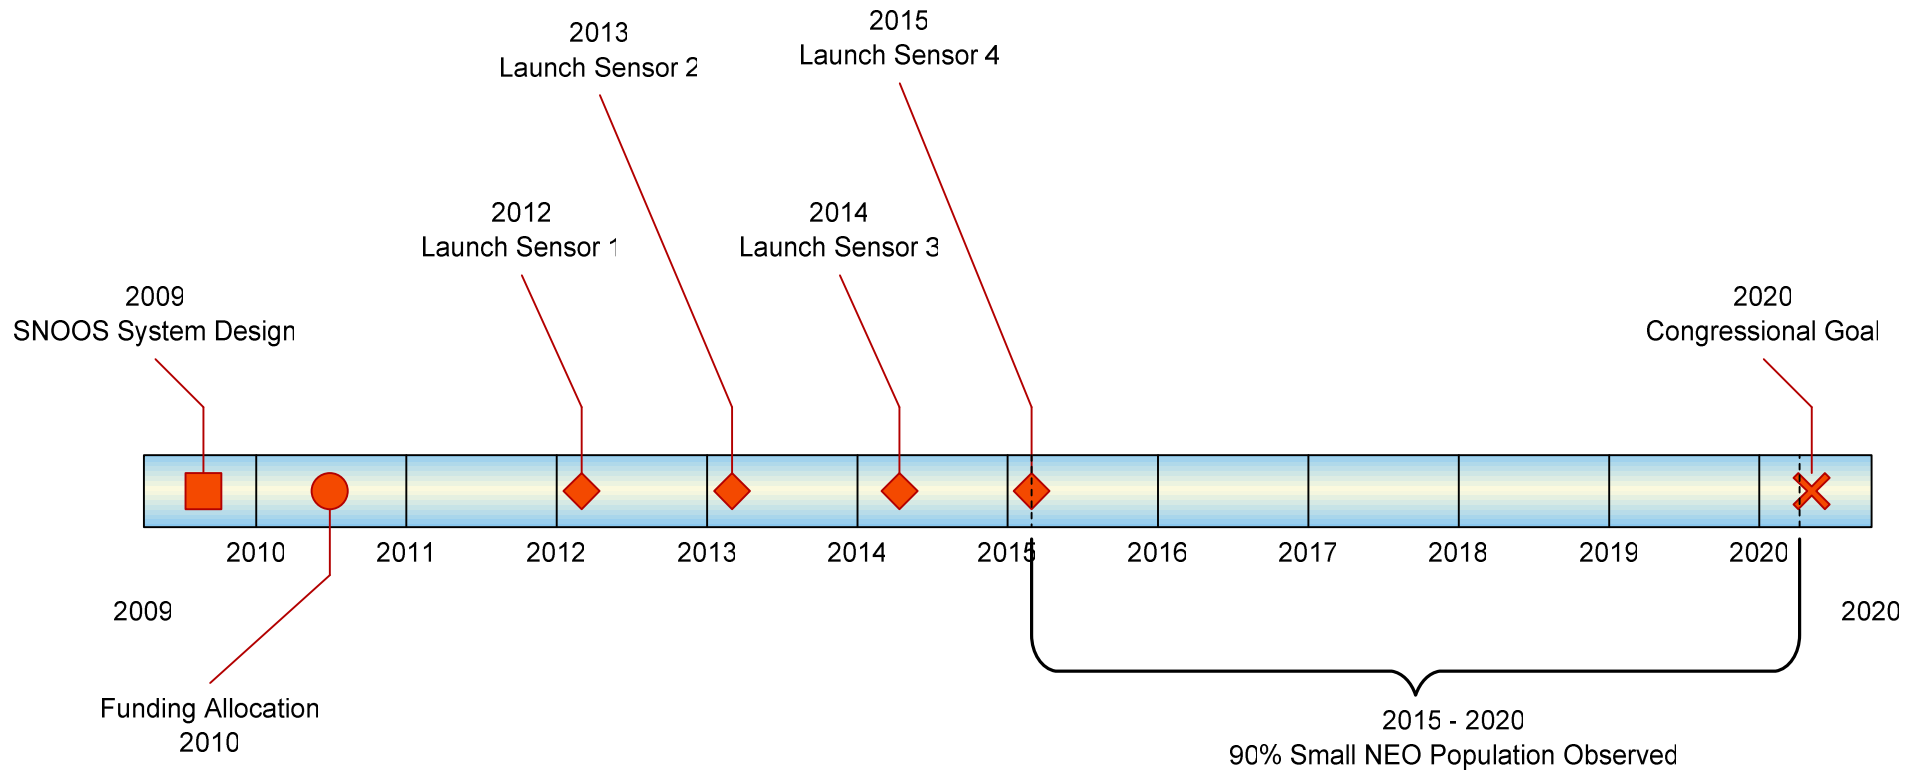 2015
Launch Sensor 4
2013
Launch Sensor 2
2012
Launch Sensor 1
2014
Launch Sensor 3
2009
SNOOS System Design
2020
Congressional Goal
2010 2011 2012 2013 2014 2015 2016 2017 2018 2019 2020
2009
2020
Funding Allocation
2010
2015 - 2020
90% Small NEO Population Observed